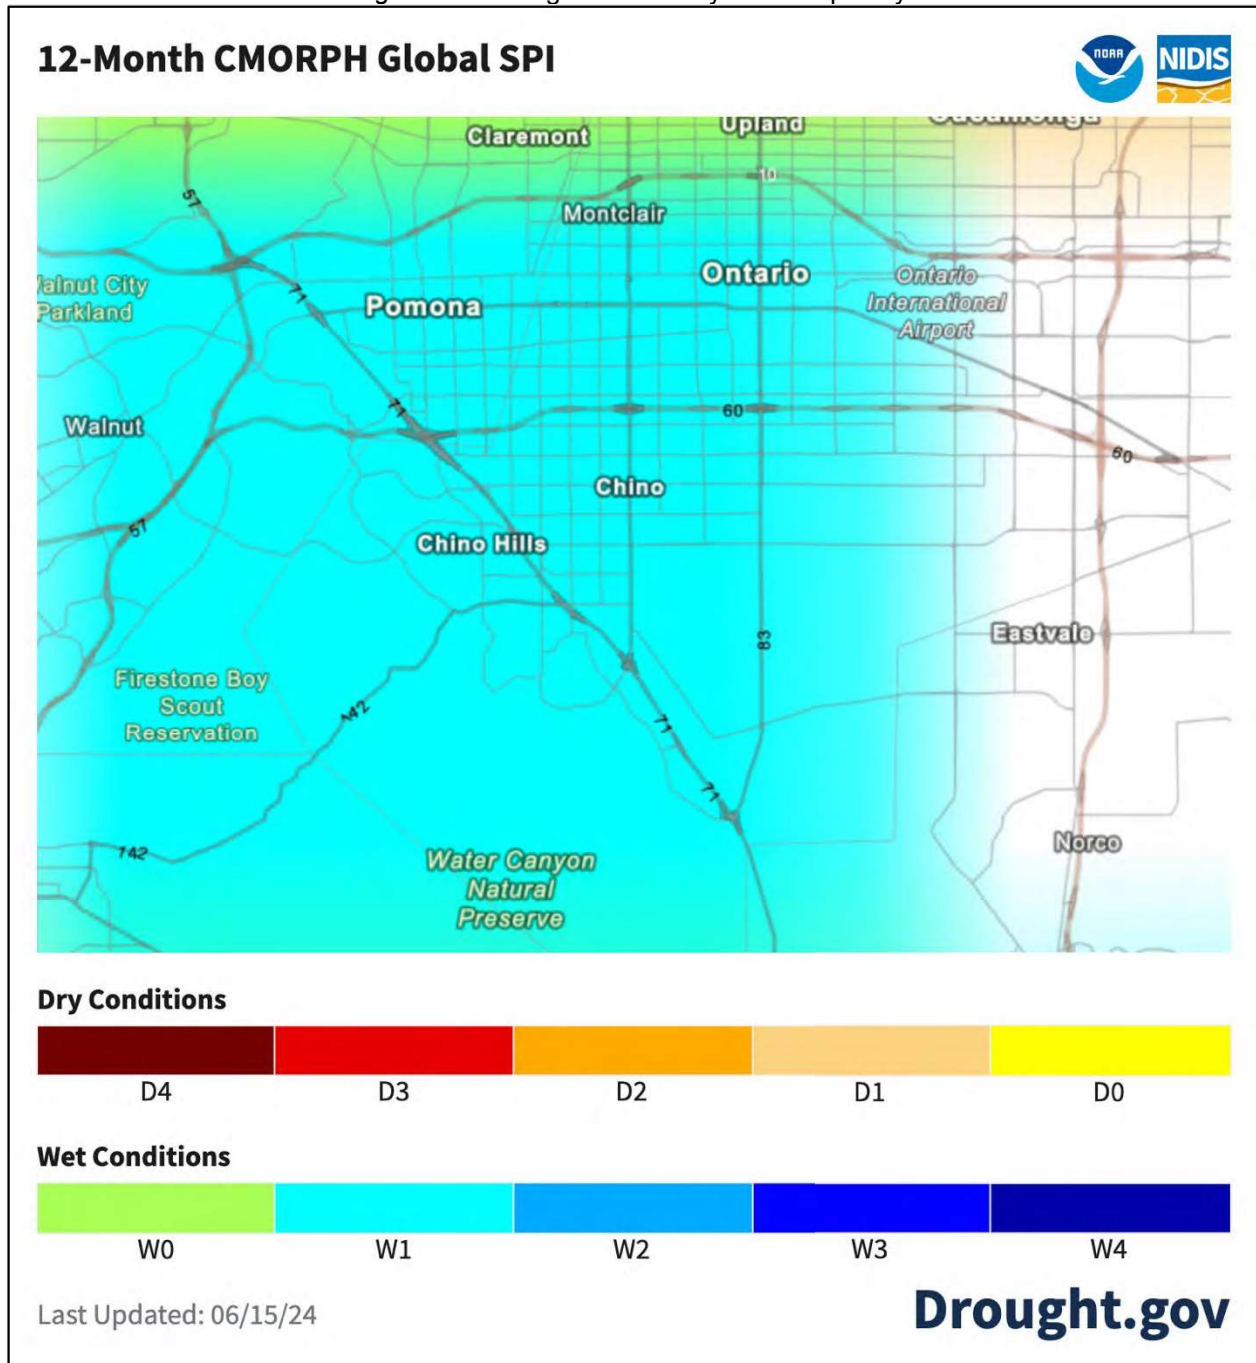 12-Month CMORPH Global SPI
NOAA
NIDIS
Claremont
Upland
10
57
Montclair
Walnut City
Parkland
Ontario
Ontario
International
Airport
71
Pomona
71
60
Walnut
60
Chino
57
Chino Hills
83
Eastvale
Firestone Boy
Scout
Reservation
142
71
71
142
Norco
Water Canyon
Natural
Preserve
Dry Conditions
D4 D3 D2 D1 D0
Wet Conditions
W0 W1 W2 W3 W4
Last Updated: 06/15/24
Drought.gov